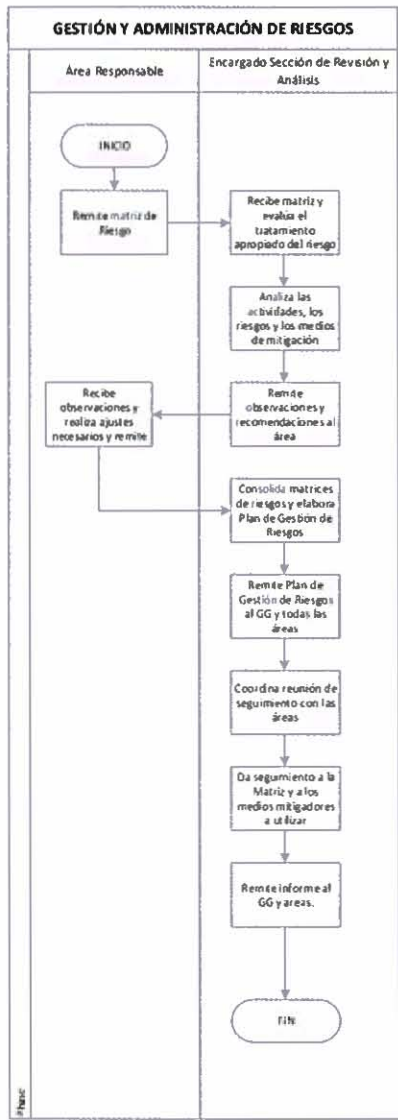 GESTIÓN Y ADMINISTRACIÓN DE RIESGOS
Área Responsable
Encargado Sección de Revisión y
Análisis
INICIO
Remite matriz de
Riesgo
Recibe matriz y
evalúa el
tratamiento
apropiado del riesgo
Analiza las
actividades, los
riesgos y los medios
de mitigación
Remite
observaciones y
recomendaciones al
área
Recibe
observaciones y
realiza ajustes
necesarios y remite
Consolida matrices
de riesgos y elabora
Plan de Gestión de
Riesgos
Remite Plan de
Gestión de Riesgos
al GG y todas las
áreas
Coordina reunión de
seguimiento con las
áreas
Da seguimiento a la
Matriz y a los
medios mitigadores
a utilizar
Remite informe al
GG y areas.
FIN
Phase